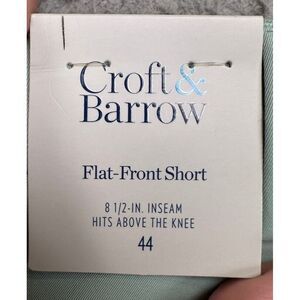 Croft&
Barrow
Flat-Front Short
8 1/2-IN. INSEAM
HITS ABOVE THE KNEE
44